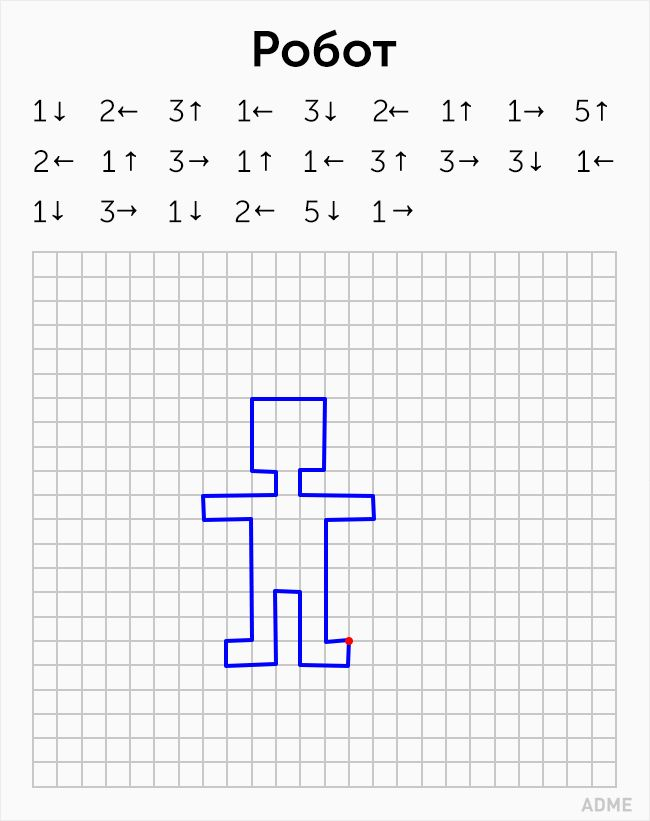 Робот
1↓ 2← 3↑ 1← 3↓ 2← 1↑ 1→ 5↑
2← 1↑ 3→ 1↑ 1← 3↑ 3→ 3↓ 1←
1↓ 3→ 1↓ 2← 5↓ 1→
ADME